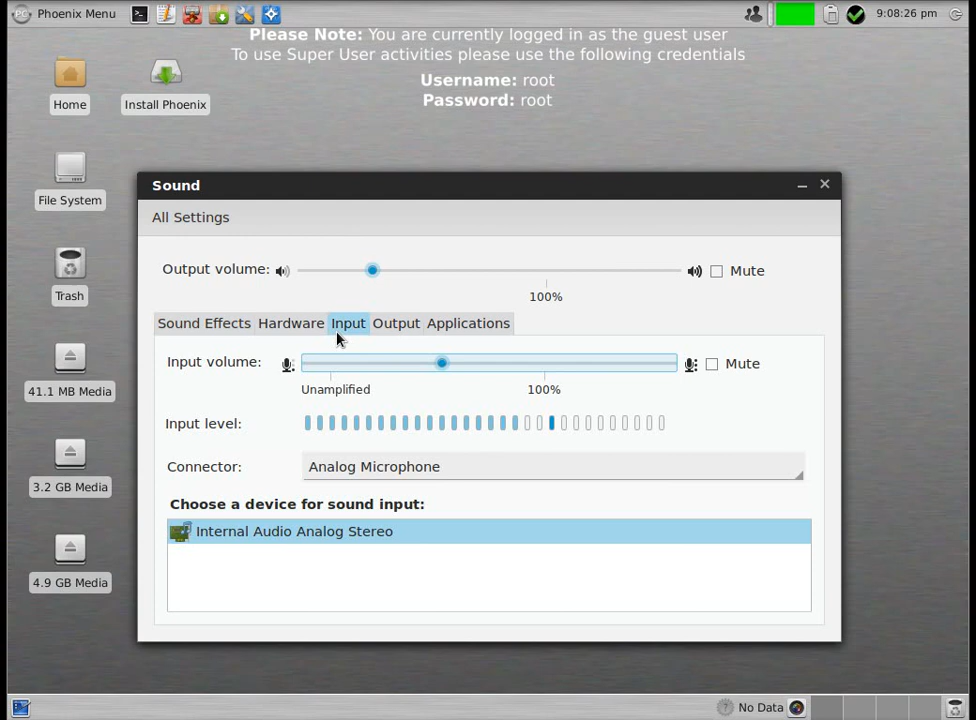 Phoenix Menu
9:08:26 pm
Please Note: You are currently logged in as the guest user
To use Super User activities please use the following credentials
Username: root
Password: root
Home
Install Phoenix
File System
Trash
41.1 MB Media
3.2 GB Media
4.9 GB Media
Sound
All Settings
Output volume:
Mute
100%
Sound Effects Hardware Input Output Applications
Input volume:
Mute
Unamplified 100%
Input level:
Connector: Analog Microphone
Choose a device for sound input:
Internal Audio Analog Stereo
No Data